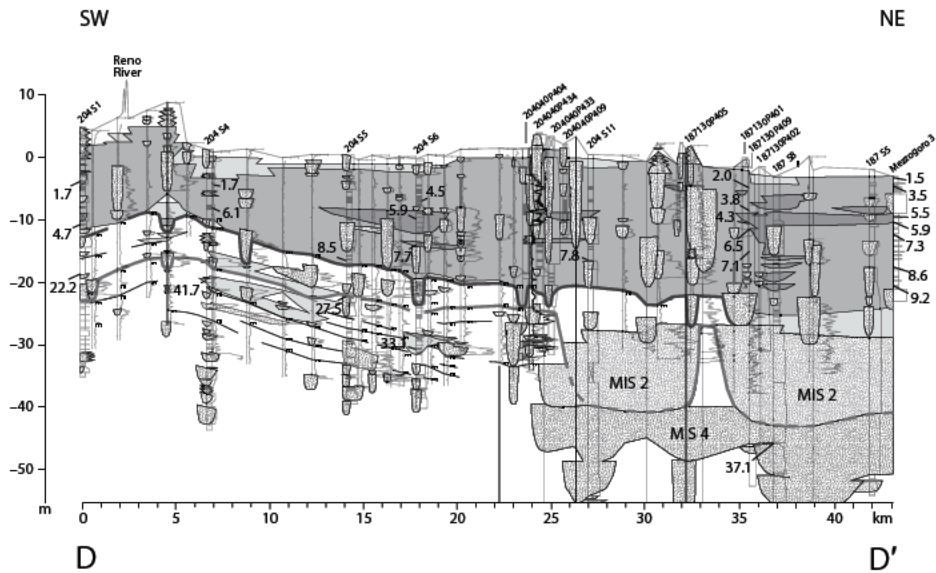 SW
NE
Reno
River
204 S1
204 S4
204 S5
204 S6
204040P404
204040P434
204040P433
204040P409
204 S11
187130P405
187130P401
187130P409
187130P402
187 S8
187 S5
Mezzogoro 3
10
0
−10
−20
−30
−40
−50
m
1.7
4.7
22.2
1.7
6.1
41.7
8.5
27.5
4.5
5.9
7.7
33.1
7.8
2.0
3.8
4.3
6.5
7.1
1.5
3.5
5.5
5.9
7.3
8.6
9.2
MIS 2
MIS 2
MIS 4
37.1
0 5 10 15 20 25 30 35 40 km
D
D′